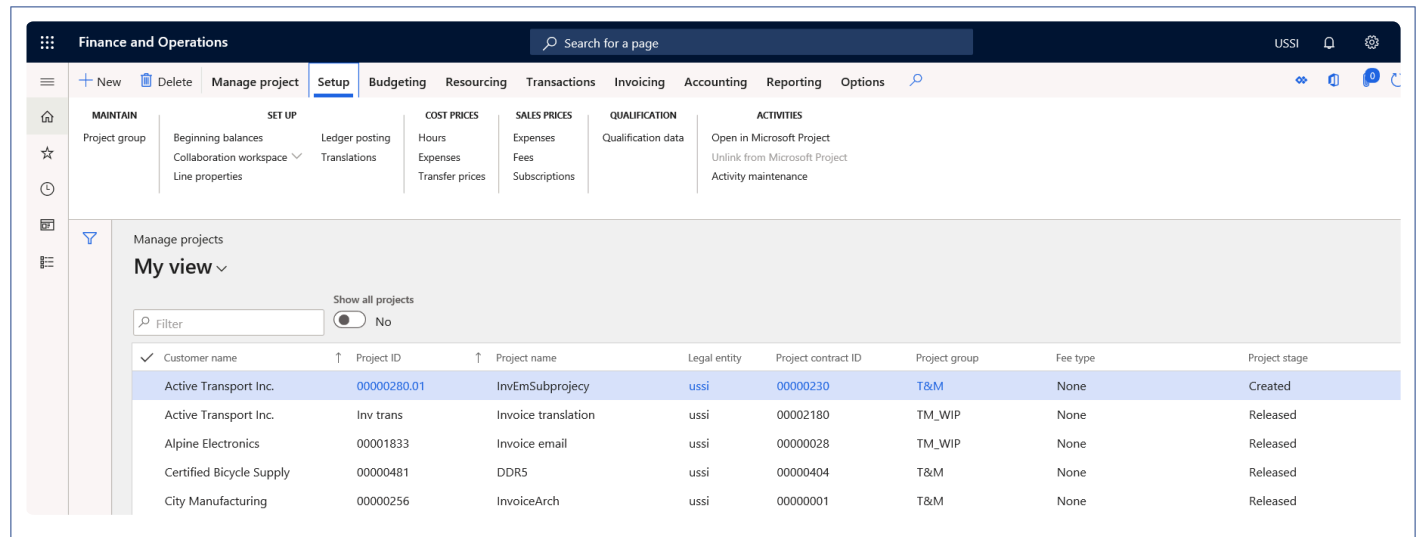 Finance and Operations Search for a page USSI
New Delete Manage project Setup Budgeting Resourcing Transactions Invoicing Accounting Reporting Options 0
MAINTAIN SET UP COST PRICES SALES PRICES QUALIFICATION ACTIVITIES
Project group Beginning balances Ledger posting Hours Expenses Qualification data Open in Microsoft Project
Collaboration workspace Translations Expenses Fees Unlink from Microsoft Project
Line properties Transfer prices Subscriptions Activity maintenance
Manage projects
My view
Show all projects
Filter No
Customer name Project ID Project name Legal entity Project contract ID Project group Fee type Project stage
Active Transport Inc. 00000280.01 InvEmSubprojecy ussi 00000230 T&M None Created
Active Transport Inc. Inv trans Invoice translation ussi 00002180 TM_WIP None Released
Alpine Electronics 00001833 Invoice email ussi 00000028 TM_WIP None Released
Certified Bicycle Supply 00000481 DDR5 ussi 00000404 T&M None Released
City Manufacturing 00000256 InvoiceArch ussi 00000001 T&M None Released